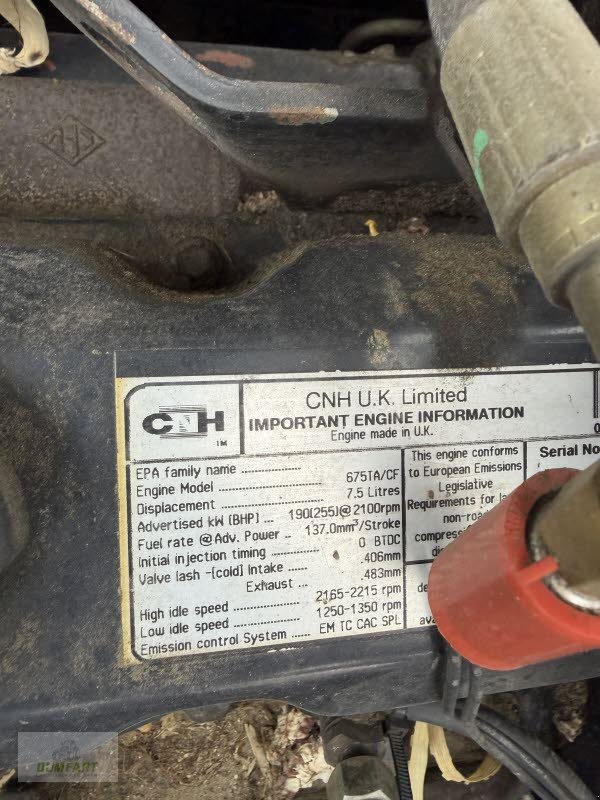 CNH
TM
CNH U.K. Limited
IMPORTANT ENGINE INFORMATION
Engine made in U.K.
EPA family name
Engine Model 675TA/CF
Displacement 7.5 Litres
Advertised kW (BHP) 190(255)@2100rpm
Fuel rate @Adv. Power 137.0mm³/Stroke
Initial injection timing 0 BTDC
Valve lash -(cold) Intake .406mm
Exhaust .483mm
High idle speed 2165-2215 rpm
Low idle speed 1250-1350 rpm
Emission control System EM TC CAC SPL
This engine conforms
to European Emissions
Legislative
Requirements for
non-
Serial No
DUMFART